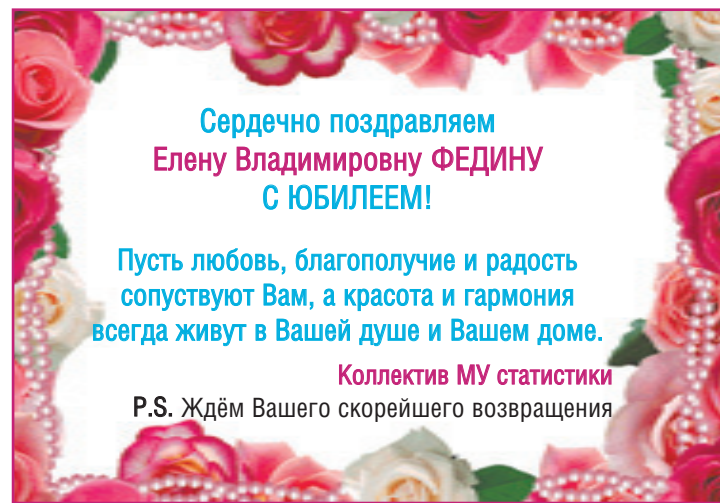 Сердечно поздравляем
Елену Владимировну ФЕДИНУ
С ЮБИЛЕЕМ!
Пусть любовь, благополучие и радость
сопуствуют Вам, а красота и гармония
всегда живут в Вашей душе и Вашем доме.
Коллектив МУ статистики
P.S. Ждём Вашего скорейшего возвращения